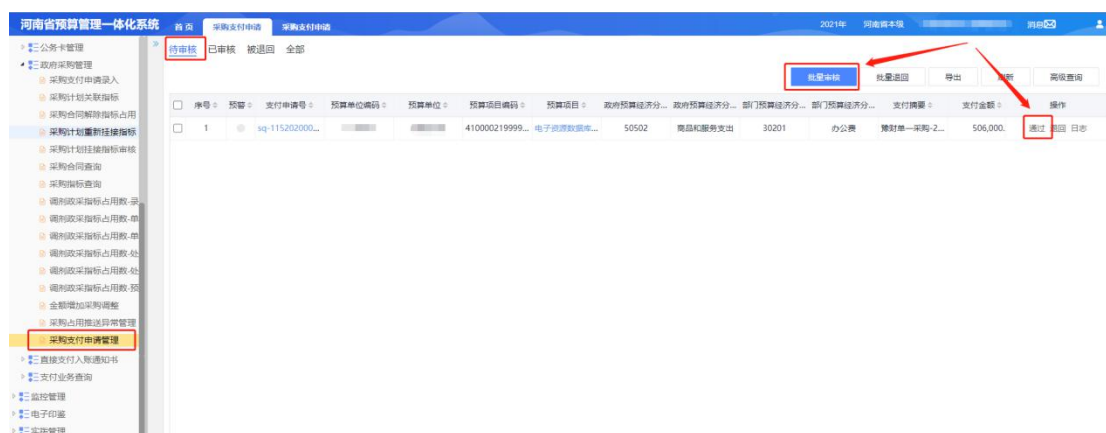 河南省预算管理一体化系统 首页 采购支付申请 采购支付申请 2021年 河南省本级 消息
公务卡管理
待审核 已审核 被退回 全部
政府采购管理
采购支付申请录入
批量审核 批量退回 导出 刷新 高级查询
采购计划关联指标
采购合同解除指标占用
序号 预警 支付申请号 预算单位编码 预算单位 预算项目编码 预算项目 政府预算经济分... 政府预算经济分... 部门预算经济分... 部门预算经济分... 支付摘要 支付金额 操作
采购计划重新挂接指标
1 sq-115202000... 410000219999... 电子资源数据库... 50502 商品和服务支出 30201 办公费 豫财单一采购-2... 506,000. 通过 退回 日志
采购计划挂接指标审核
采购合同查询
采购指标查询
调剂政采指标占用数-录
调剂政采指标占用数-单
调剂政采指标占用数-单
调剂政采指标占用数-处
调剂政采指标占用数-处
调剂政采指标占用数-预
金额增加采购调整
采购占用推送异常管理
采购支付申请管理
直接支付入账通知书
支付业务查询
监控管理
电子印鉴
实拨管理